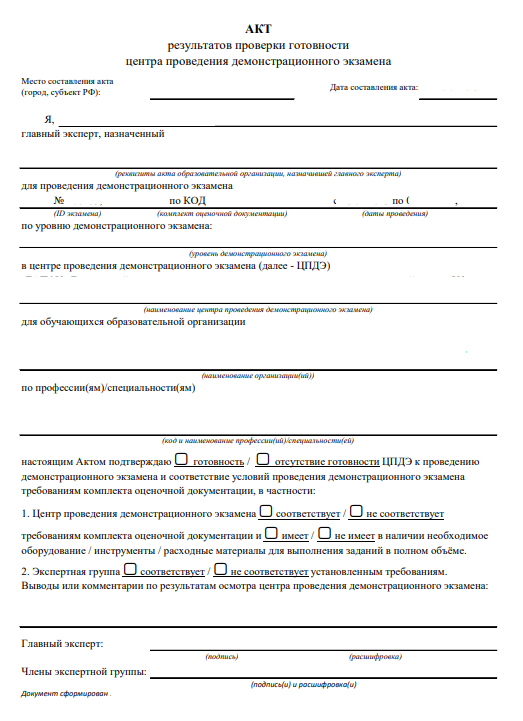 АКТ
результатов проверки готовности
центра проведения демонстрационного экзамена
Место составления акта
(город, субъект РФ):
Дата составления акта:
Я,
главный эксперт, назначенный
(реквизиты акта образовательной организации, назначившей главного эксперта)
для проведения демонстрационного экзамена
№ по КОД с по ,
(ID экзамена) (комплект оценочной документации) (даты проведения)
по уровню демонстрационного экзамена:
(уровень демонстрационного экзамена)
в центре проведения демонстрационного экзамена (далее - ЦПДЭ)
(наименование центра проведения демонстрационного экзамена)
для обучающихся образовательной организации
(наименование организации(ий))
по профессии(ям)/специальности(ям)
(код и наименование профессии(ий)/специальности(ей)
настоящим Актом подтверждаю готовность / отсутствие готовности ЦПДЭ к проведению
демонстрационного экзамена и соответствие условий проведения демонстрационного экзамена
требованиям комплекта оценочной документации, в частности:
1. Центр проведения демонстрационного экзамена соответствует / не соответствует
требованиям комплекта оценочной документации и имеет / не имеет в наличии необходимое
оборудование / инструменты / расходные материалы для выполнения заданий в полном объёме.
2. Экспертная группа соответствует / не соответствует установленным требованиям.
Выводы или комментарии по результатам осмотра центра проведения демонстрационного экзамена:
Главный эксперт:
(подпись) (расшифровка)
Члены экспертной группы:
(подпись(и) и расшифровка(и)
Документ сформирован